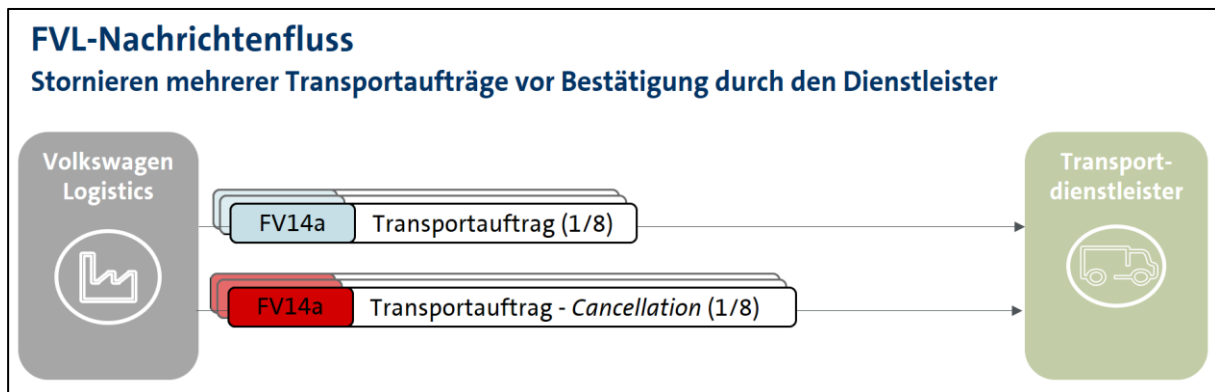 FVL-Nachrichtenfluss
Stornieren mehrerer Transportaufträge vor Bestätigung durch den Dienstleister
Volkswagen
Logistics
Transport-
dienstleister
FV14a Transportauftrag (1/8)
FV14a Transportauftrag - Cancellation (1/8)